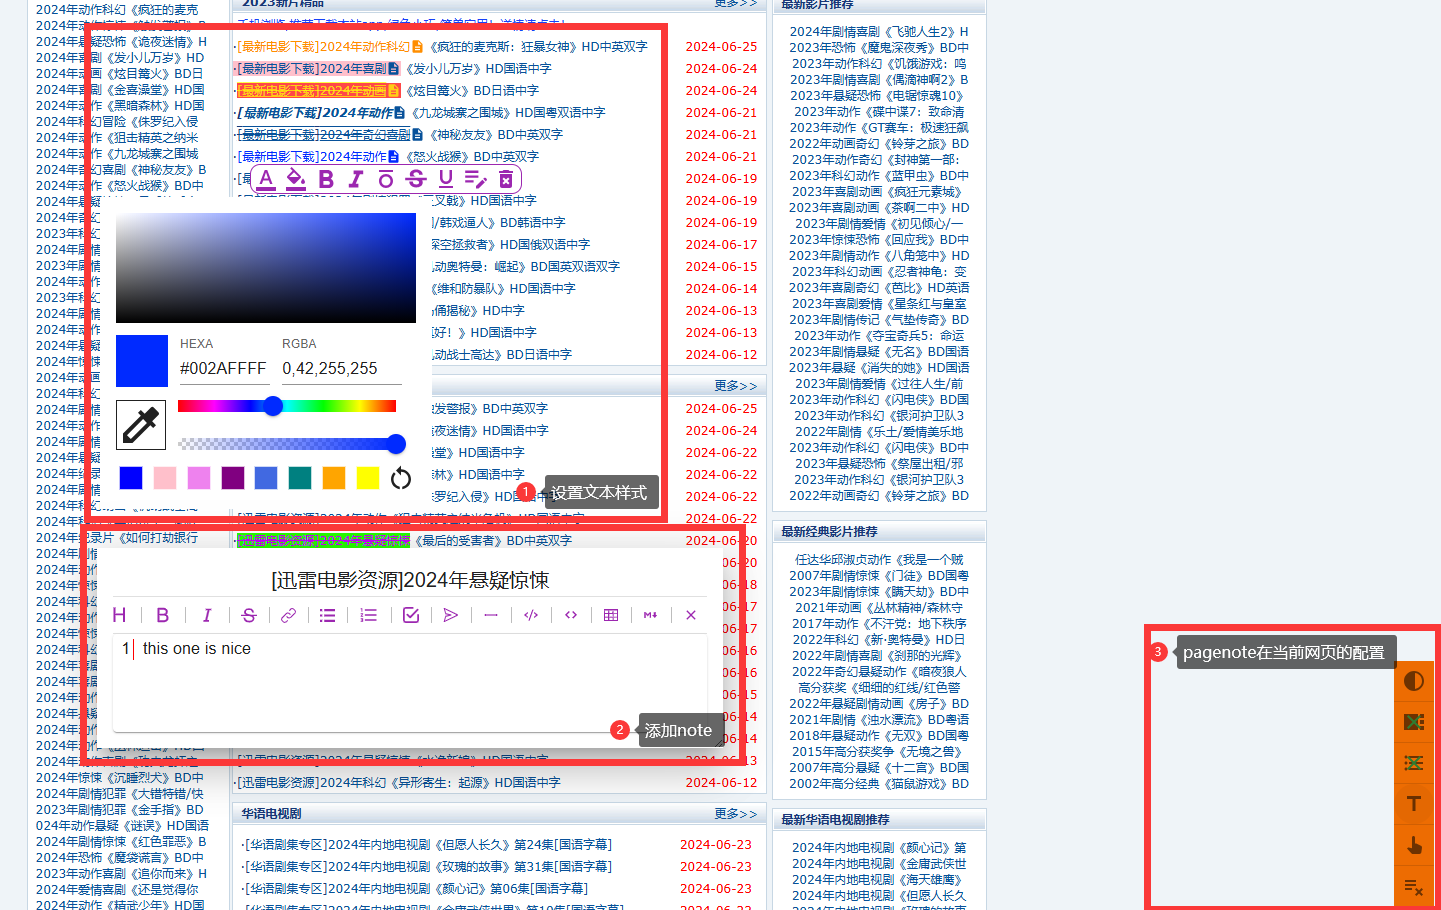 2024年动作科幻《疯狂的麦克
2024年悬疑恐怖《诡夜迷情》H
2024年喜剧《发小儿万岁》HD
2024年动画《炫目篝火》BD日
2024年喜剧《金喜澡堂》HD国
2024年动作《黑暗森林》HD国
2024年科幻冒险《侏罗纪入侵
2024年动作《狙击精英之纳米
2024年动作《九龙城寨之围城
2024年奇幻喜剧《神秘友友》B
2024年动作《怒火战猴》BD中
2024年纪录片《如何打劫银行
2024年惊悚《沉睡烈犬》BD中
2023年剧情犯罪《大错特错/快
2023年剧情犯罪《金手指》BD
024年动作悬疑《谜误》HD国语
2024年剧情惊悚《红色罪恶》B
2024年恐怖《魔袋谎言》BD中
2023年动作喜剧《追你而来》H
2024年爱情喜剧《还是觉得你
2024年动作《精武少年》HD国
2023新片精品
更多>>
·[最新电影下载]2024年动作科幻《疯狂的麦克斯：狂暴女神》HD中英双字 2024-06-25
·[最新电影下载]2024年喜剧《发小儿万岁》HD国语中字 2024-06-24
·[最新电影下载]2024年动画《炫目篝火》BD日语中字 2024-06-24
·[最新电影下载]2024年动作《九龙城寨之围城》HD国粤双语中字 2024-06-21
·[最新电影下载]2024年奇幻喜剧《神秘友友》BD中英双字 2024-06-21
·[最新电影下载]2024年动作《怒火战猴》BD中英双字 2024-06-21
2024-06-19
HD国语中字 2024-06-19
/韩戏逼人》BD韩语中字 2024-06-19
深空拯救者》HD国俄双语中字 2024-06-17
动奥特曼：崛起》BD国英双语双字 2024-06-15
《维和防暴队》HD国语中字 2024-06-14
俑揭秘》HD中字 2024-06-13
好！》HD国语中字 2024-06-13
动战士高达》BD日语中字 2024-06-12
HEXA
RGBA
#002AFFFF
0,42,255,255
1
设置文本样式
更多>>
发警报》BD中英双字 2024-06-25
夜迷情》HD国语中字 2024-06-24
堂》HD国语中字 2024-06-22
森林》HD国语中字 2024-06-22
侏罗纪入侵》HD国语中字 2024-06-22
2024-06-22
·[迅雷电影资源]2024年悬疑惊悚《最后的受害者》BD中英双字 2024-06-20
[迅雷电影资源]2024年悬疑惊悚
1
this one is nice
2
添加note
·[迅雷电影资源]2024年科幻《异形寄生：起源》HD国语中字 2024-06-12
华语电视剧
更多>>
·[华语剧集专区]2024年内地电视剧《但愿人长久》第24集[国语字幕] 2024-06-23
·[华语剧集专区]2024年内地电视剧《玫瑰的故事》第31集[国语字幕] 2024-06-23
·[华语剧集专区]2024年内地电视剧《颜心记》第06集[国语字幕] 2024-06-23
最新影片推荐
2024年剧情喜剧《飞驰人生2》H
2023年恐怖《魔鬼深夜秀》BD中
2023年动作科幻《饥饿游戏：鸣
2023年剧情喜剧《偶滴神啊2》B
2023年悬疑恐怖《电锯惊魂10》
2023年动作《碟中谍7：致命清
2023年动作《GT赛车：极速狂飙
2022年动画奇幻《铃芽之旅》BD
2023年动作奇幻《封神第一部：
2023年科幻动作《蓝甲虫》BD中
2023年喜剧动画《疯狂元素城》
2023年喜剧动画《茶啊二中》HD
2023年剧情爱情《初见倾心/一
2023年惊悚恐怖《回应我》BD中
2023年剧情动作《八角笼中》HD
2023年科幻动画《忍者神龟：变
2023年喜剧奇幻《芭比》HD英语
2023年喜剧爱情《星条红与皇室
2023年剧情传记《气垫传奇》BD
2023年动作《夺宝奇兵5：命运
2023年剧情悬疑《无名》BD国语
2023年悬疑《消失的她》HD国语
2023年剧情爱情《过往人生/前
2023年动作科幻《闪电侠》BD国
2023年动作科幻《银河护卫队3
2022年剧情《乐土/爱情美乐地
2023年动作科幻《闪电侠》BD中
2023年悬疑恐怖《祭屋出租/邪
2023年动作科幻《银河护卫队3
2022年动画奇幻《铃芽之旅》BD
最新经典影片推荐
任达华邱淑贞动作《我是一个贼
2007年剧情惊悚《门徒》BD国粤
2023年剧情惊悚《瞒天劫》BD中
2021年动画《丛林精神/森林守
2017年动作《不汗党：地下秩序
2022年科幻《新·奥特曼》HD日
2022年剧情喜剧《刹那的光辉》
2022年奇幻悬疑动作《暗夜狼人
高分获奖《细细的红线/红色警
2022年悬疑剧情动画《房子》BD
2021年剧情《浊水漂流》BD粤语
2018年悬疑动作《无双》BD国粤
2015年高分获奖争《无境之兽》
2007年高分悬疑《十二宫》BD国
2002年高分经典《猫鼠游戏》BD
最新华语电视剧推荐
2024年内地电视剧《颜心记》第
2024年内地电视剧《金庸武侠世
2024年内地电视剧《海天雄鹰》
2024年内地电视剧《但愿人长久
3
pagenote在当前网页的配置